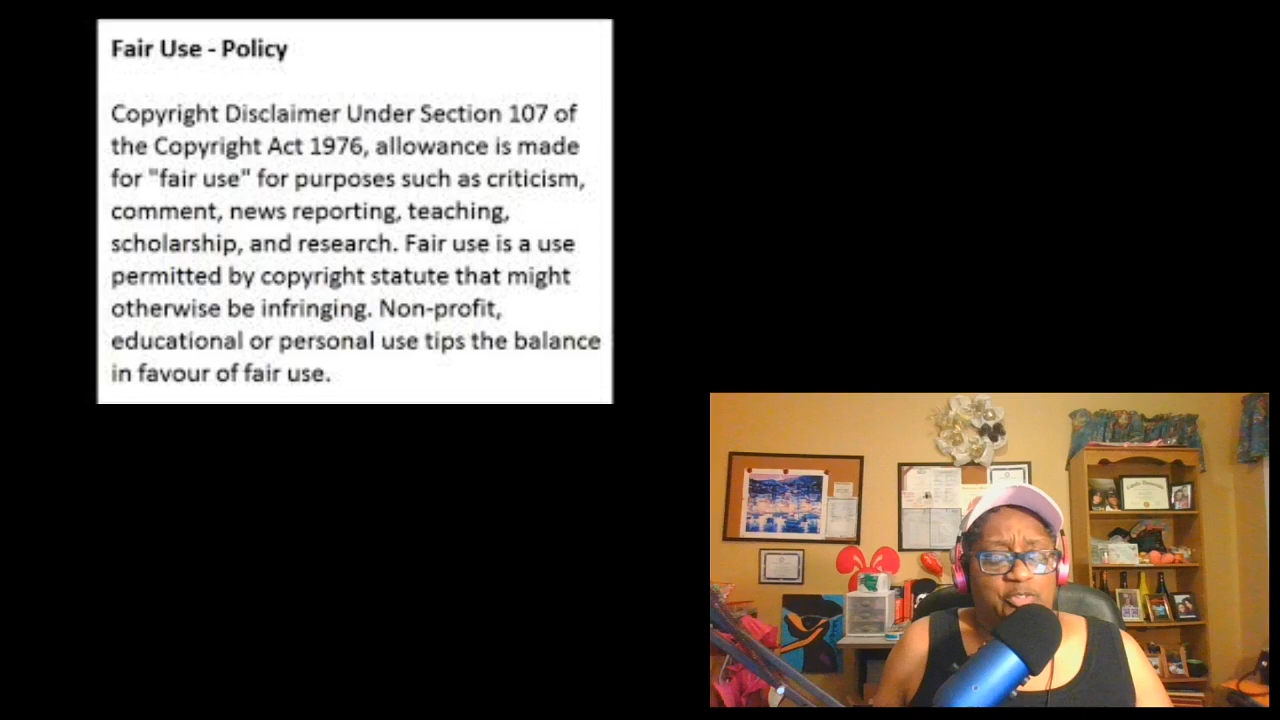 Fair Use - Policy
Copyright Disclaimer Under Section 107 of
the Copyright Act 1976, allowance is made
for "fair use" for purposes such as criticism,
comment, news reporting, teaching,
scholarship, and research. Fair use is a use
permitted by copyright statute that might
otherwise be infringing. Non-profit,
educational or personal use tips the balance
in favour of fair use.